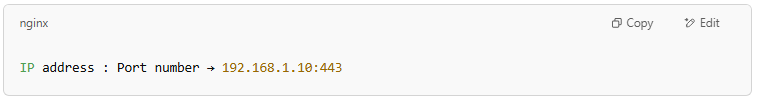 nginx
Copy
Edit
IP address : Port number → 192.168.1.10:443